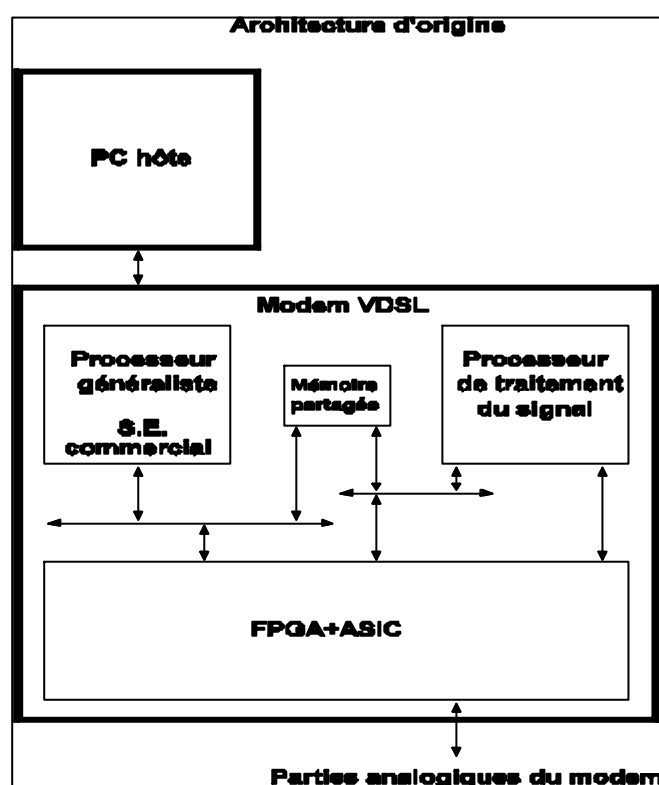 Architecture d'origine
PC hôte
Modem VDSL
Processeur
généraliste
S.E.
commercial
Mémoire
partagée
Processeur
de traitement
du signal
FPGA+ASIC
Parties analogiques du modem